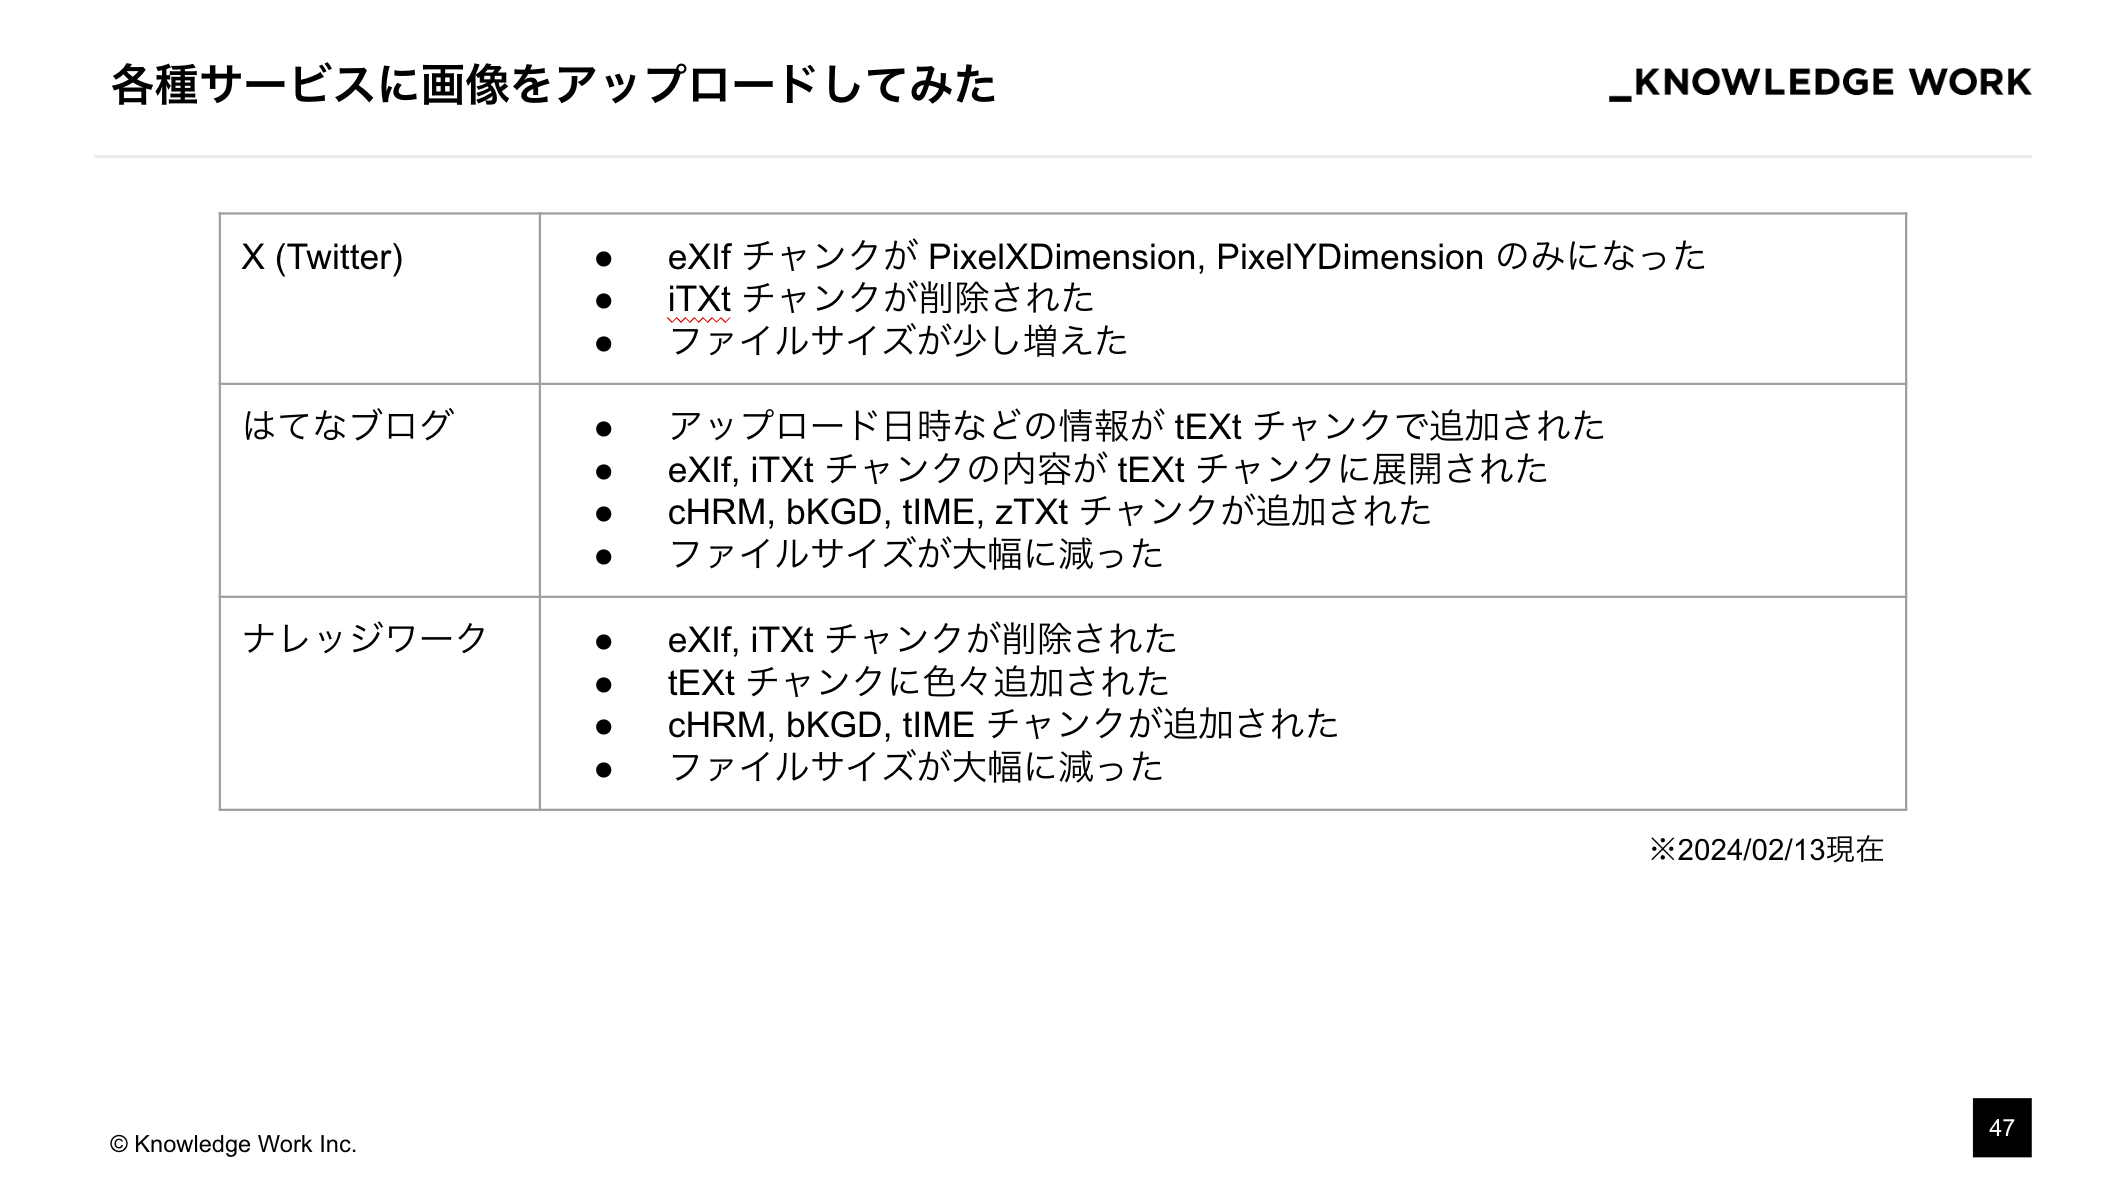 各種サービスに画像をアップロードしてみた
_KNOWLEDGE WORK
X (Twitter)
● eXIf チャンクが PixelXDimension, PixelYDimension のみになった
● iTXt チャンクが削除された
● ファイルサイズが少し増えた
はてなブログ
● アップロード日時などの情報が tEXt チャンクで追加された
● eXIf, iTXt チャンクの内容が tEXt チャンクに展開された
● cHRM, bKGD, tIME, zTXt チャンクが追加された
● ファイルサイズが大幅に減った
ナレッジワーク
● eXIf, iTXt チャンクが削除された
● tEXt チャンクに色々追加された
● cHRM, bKGD, tIME チャンクが追加された
● ファイルサイズが大幅に減った
※2024/02/13現在
© Knowledge Work Inc.
47